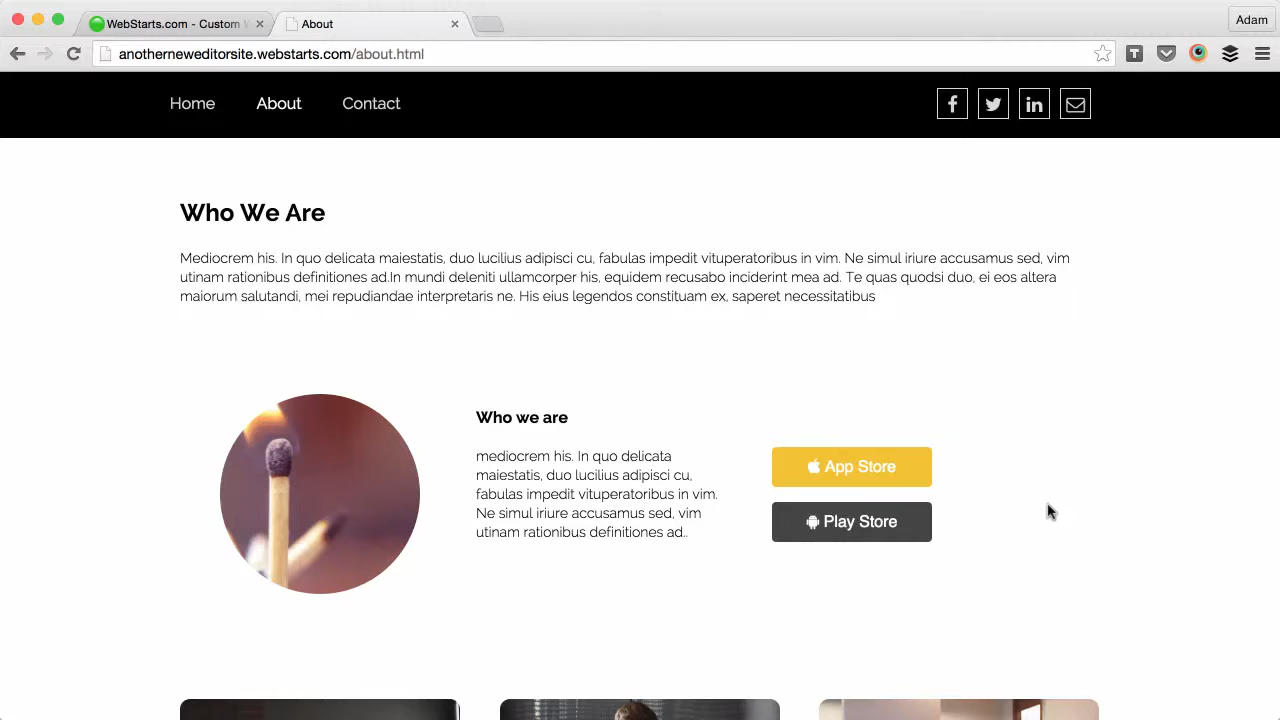 WebStarts.com - Custom
About
Adam
anotherneweditorsite.webstarts.com/about.html
Home
About
Contact
Who We Are
Mediocrem his. In quo delicata maiestatis, duo lucilius adipisci cu, fabulas impedit vituperatoribus in vim. Ne simul iriure accusamus sed, vim
utinam rationibus definitiones ad.In mundi deleniti ullamcorper his, equidem recusabo inciderint mea ad. Te quas quodsi duo, ei eos altera
maiorum salutandi, mei repudiandae interpretaris ne. His eius legendos constituam ex, saperet necessitatibus
Who we are
mediocrem his. In quo delicata
maiestatis, duo lucilius adipisci cu,
fabulas impedit vituperatoribus in vim.
Ne simul iriure accusamus sed, vim
utinam rationibus definitiones ad..
App Store
Play Store